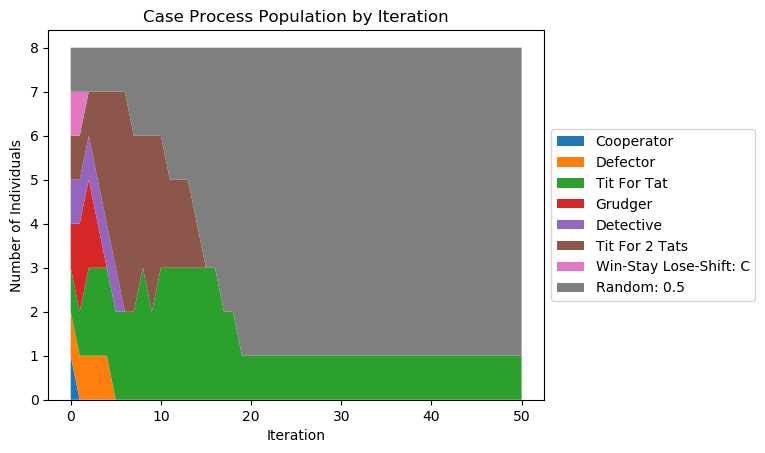 Case Process Population by Iteration
Number of Individuals
8
7
6
5
4
3
2
1
0
0 10 20 30 40 50
Iteration
Cooperator
Defector
Tit For Tat
Grudger
Detective
Tit For 2 Tats
Win-Stay Lose-Shift: C
Random: 0.5